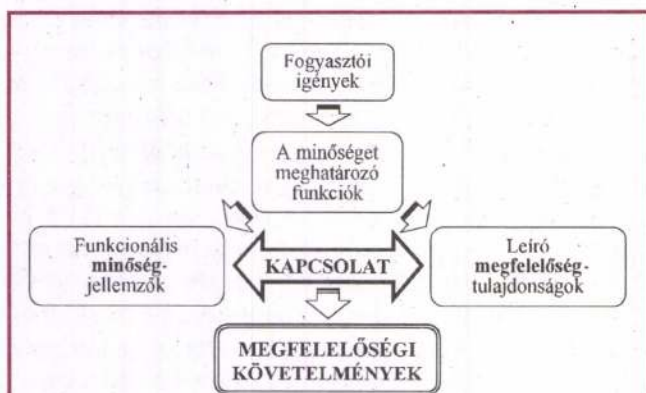 Fogyasztói
igények
A minőséget
meghatározó
funkciók
Funkcionális
minőség-
jellemzők
KAPCSOLAT
Leíró
megfelelőség-
tulajdonságok
MEGFELELŐSÉGI
KÖVETELMÉNYEK